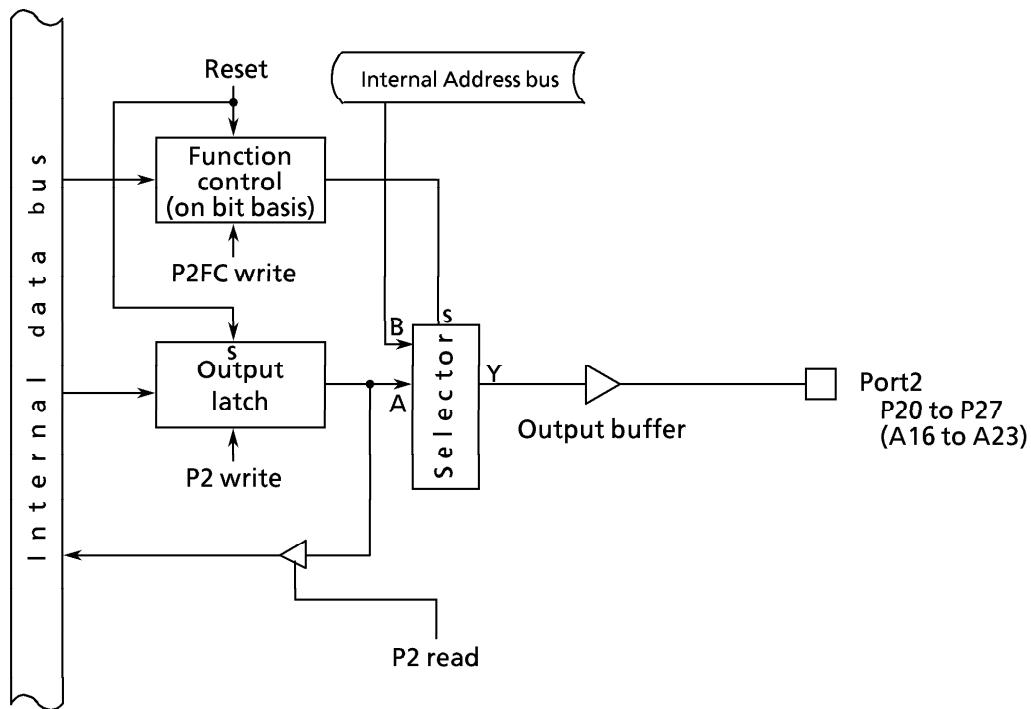 Internal data bus
Reset
Internal Address bus
Function
control
(on bit basis)
P2FC write
S
B
S
Output
latch
A
Selector
Y
Output buffer
Port2
P20 to P27
(A16 to A23)
P2 write
P2 read